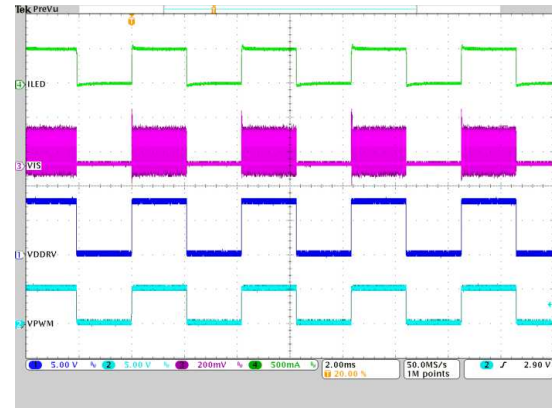 Tek PreVu
T
4 ILED
3 VIS
1 VDDRV
2 VPWM
1 5.00 V 2 5.00 V 3 200mV 4 500mA 2.00ms 50.0MS/s 2 2.90 V
T 20.00 % 1M points